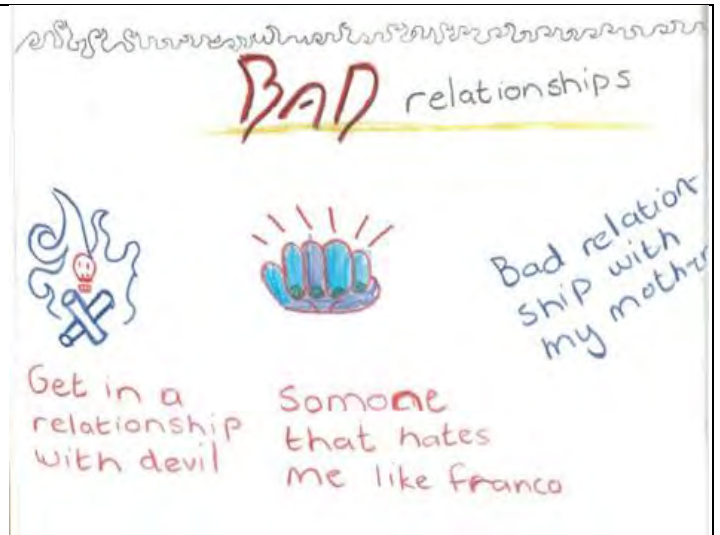 BAD relationships
Get in a
relationship
with devil
Somone
that hates
me like franco
Bad relation-
ship with
my mother